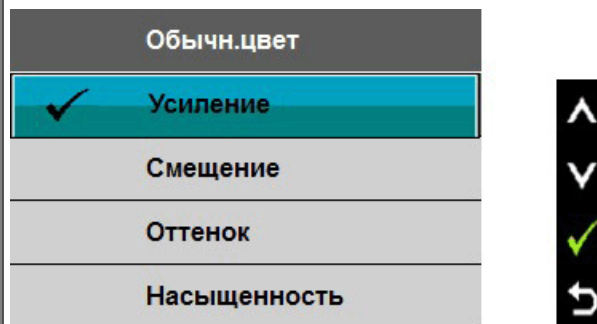 Обычн.цвет
Усиление
Смещение
Оттенок
Насыщенность